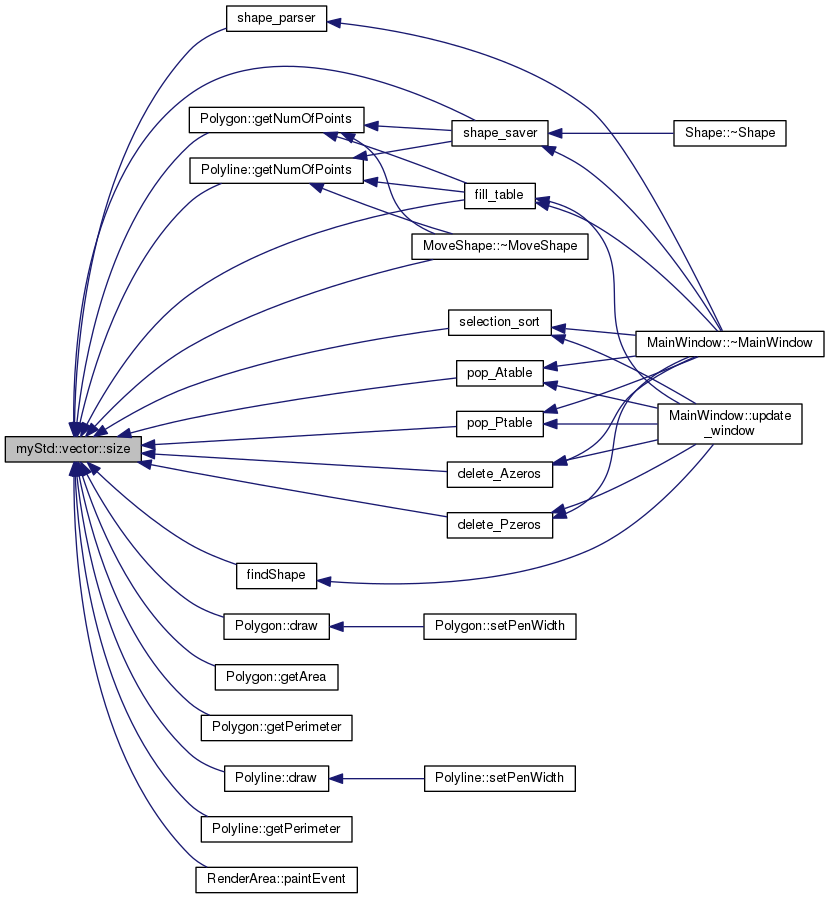 shape_parser
Polygon::getNumOfPoints
shape_saver
Shape::~Shape
Polyline::getNumOfPoints
fill_table
MoveShape::~MoveShape
selection_sort
MainWindow::~MainWindow
pop_Atable
MainWindow::update
_window
pop_Ptable
myStd::vector::size
delete_Azeros
delete_Pzeros
findShape
Polygon::draw
Polygon::setPenWidth
Polygon::getArea
Polygon::getPerimeter
Polyline::draw
Polyline::setPenWidth
Polyline::getPerimeter
RenderArea::paintEvent